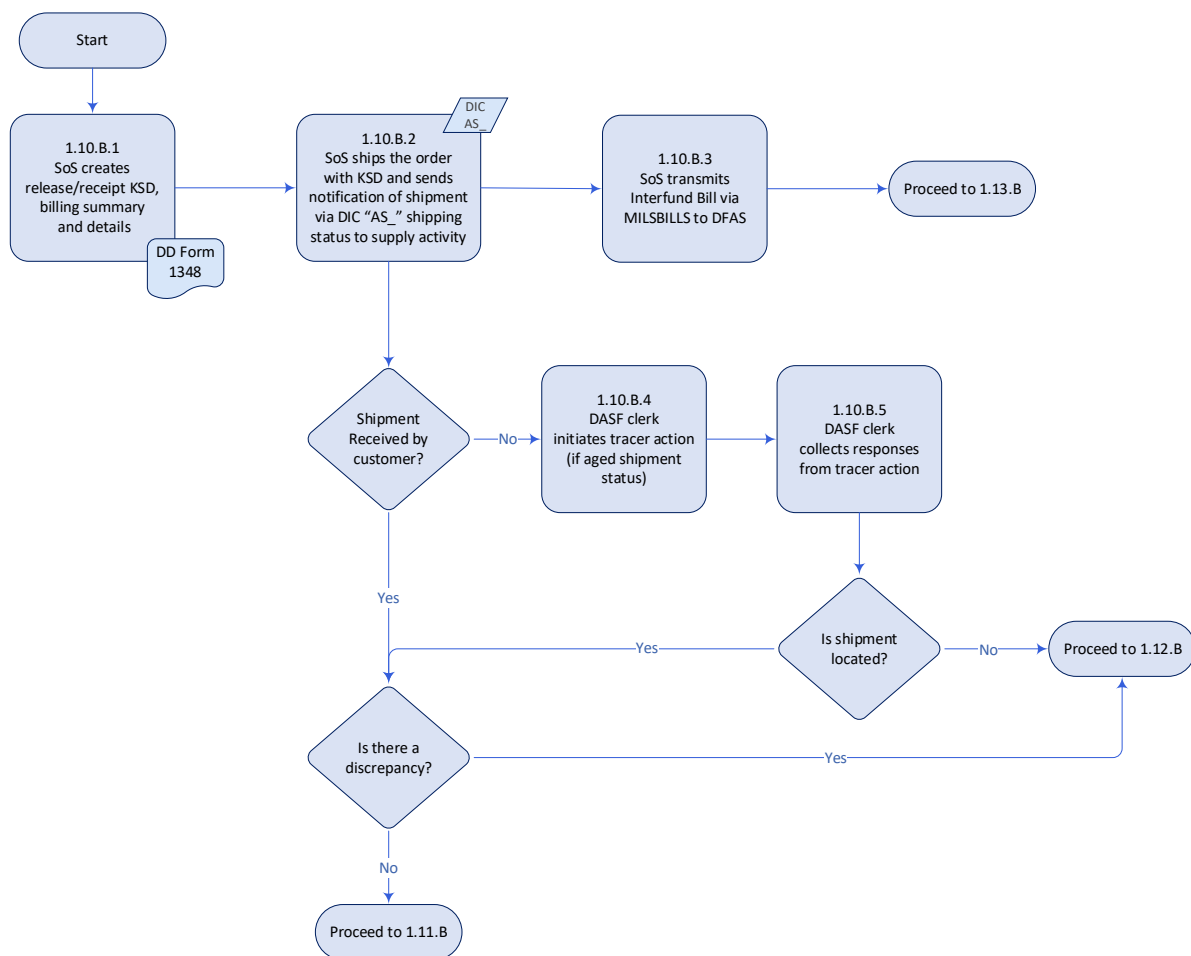 Start
1.10.B.1
SoS creates
release/receipt KSD,
billing summary
and details
DD Form
1348
DIC
AS_
1.10.B.2
SoS ships the order
with KSD and sends
notification of shipment
via DIC “AS_” shipping
status to supply activity
1.10.B.3
SoS transmits
Interfund Bill via
MILSBILLS to DFAS
Proceed to 1.13.B
Shipment
Received by
customer?
No
1.10.B.4
DASF clerk
initiates tracer action
(if aged shipment
status)
1.10.B.5
DASF clerk
collects responses
from tracer action
Yes
Is shipment
located?
Yes
No
Proceed to 1.12.B
Is there a
discrepancy?
Yes
No
Proceed to 1.11.B